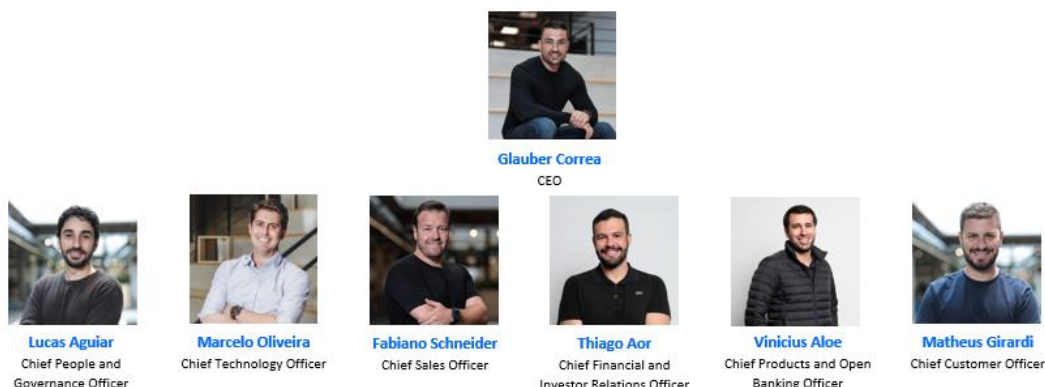 Glauber Correa
CEO
Lucas Aguiar
Chief People and
Governance Officer
Marcelo Oliveira
Chief Technology Officer
Fabiano Schneider
Chief Sales Officer
Thiago Aor
Chief Financial and
Investor Relations Officer
Vinicius Aloe
Chief Products and Open
Banking Officer
Matheus Girardi
Chief Customer Officer